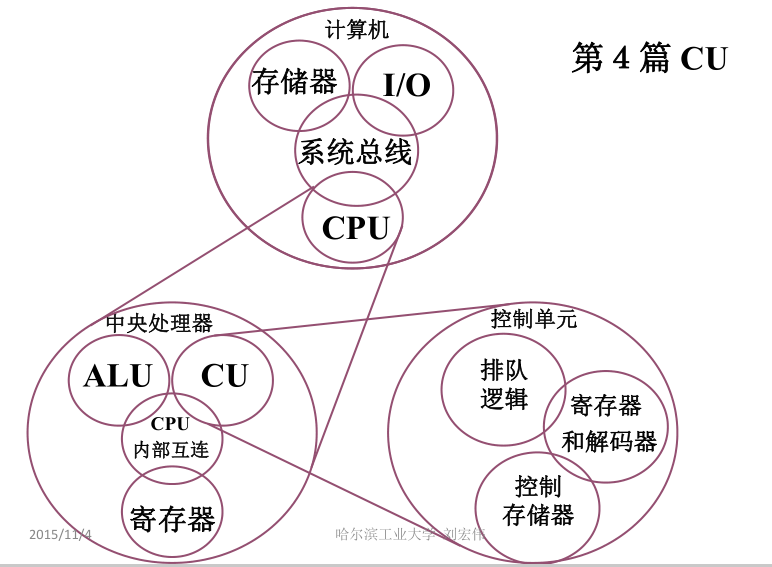 计算机
第 4 篇 CU
存储器
I/O
系统总线
CPU
中央处理器
ALU
CU
CPU
内部互连
寄存器
控制单元
排队
逻辑
寄存器
和解码器
控制
存储器
2015/11/4
哈尔滨工业大学 刘宏伟